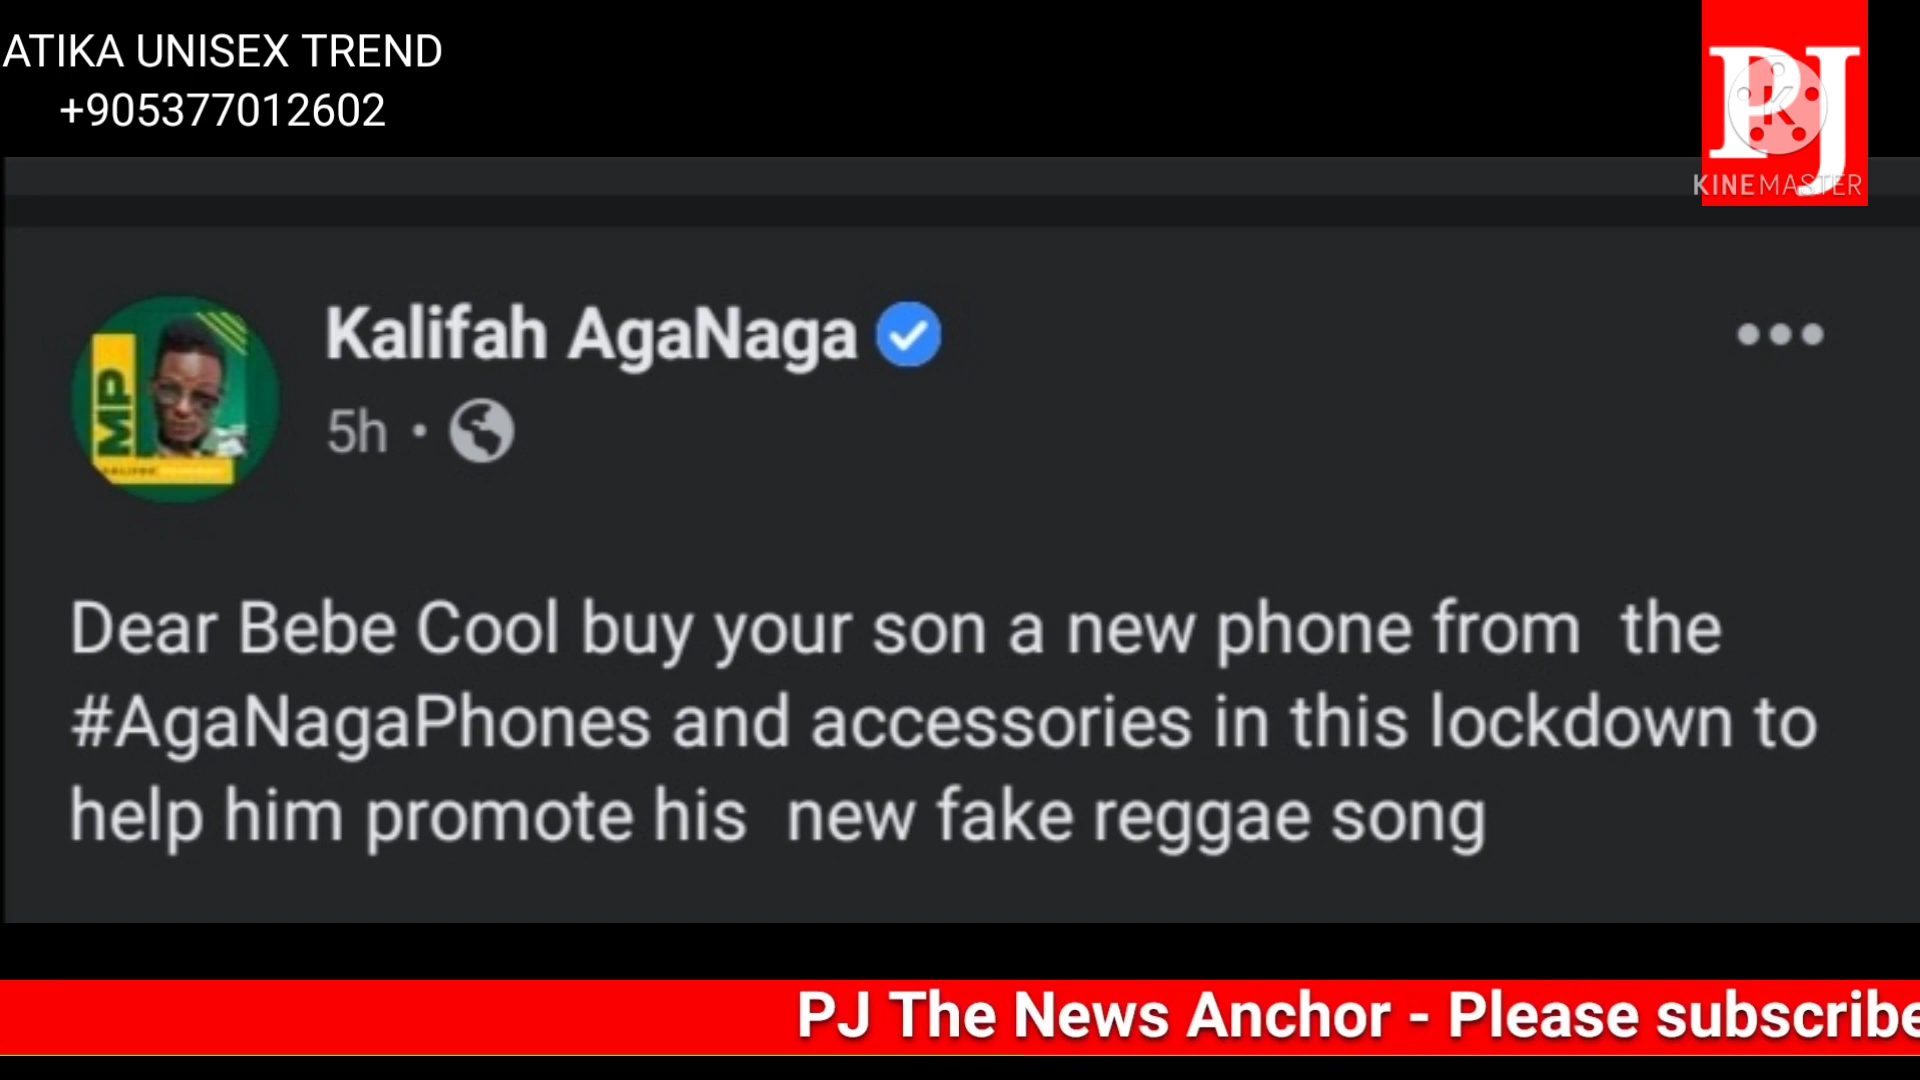 ATIKA UNISEX TREND
+905377012602
PJ
K
KINEMASTER
MP
Kalifah AgaNaga
5h
Dear Bebe Cool buy your son a new phone from the
#AgaNagaPhones and accessories in this lockdown to
help him promote his new fake reggae song
PJ The News Anchor - Please subscribe